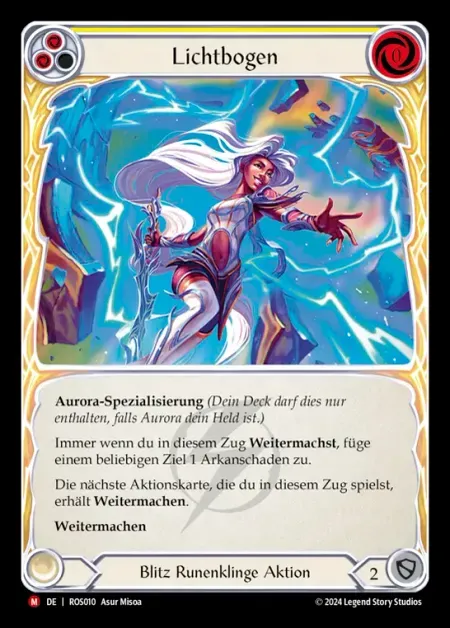 Lichtbogen
0
Aurora-Spezialisierung (Dein Deck darf dies nur
enthalten, falls Aurora dein Held ist.)
Immer wenn du in diesem Zug Weitermachst, füge
einem beliebigen Ziel 1 Arkanschaden zu.
Die nächste Aktionskarte, die du in diesem Zug spielst,
erhält Weitermachen.
Weitermachen
Blitz Runenklinge Aktion
2
M DE | ROS010 Asur Misoa
© 2024 Legend Story Studios